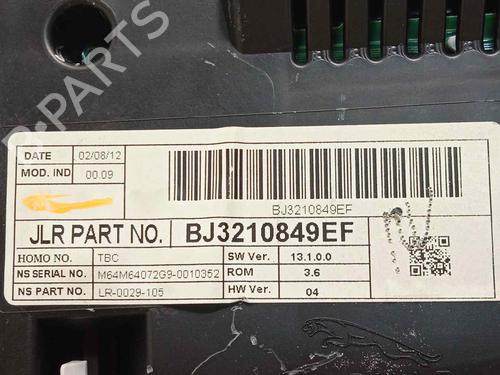 B-PARTS
DATE 02/08/12
MOD. IND 00.09
BJ3210849EF
JLR PART NO. BJ3210849EF
HOMO NO. TBC SW Ver. 13.1.0.0
NS SERIAL NO. M64M64072G9-0010352 ROM 3.6
NS PART NO. LR-0029-105 HW Ver. 04